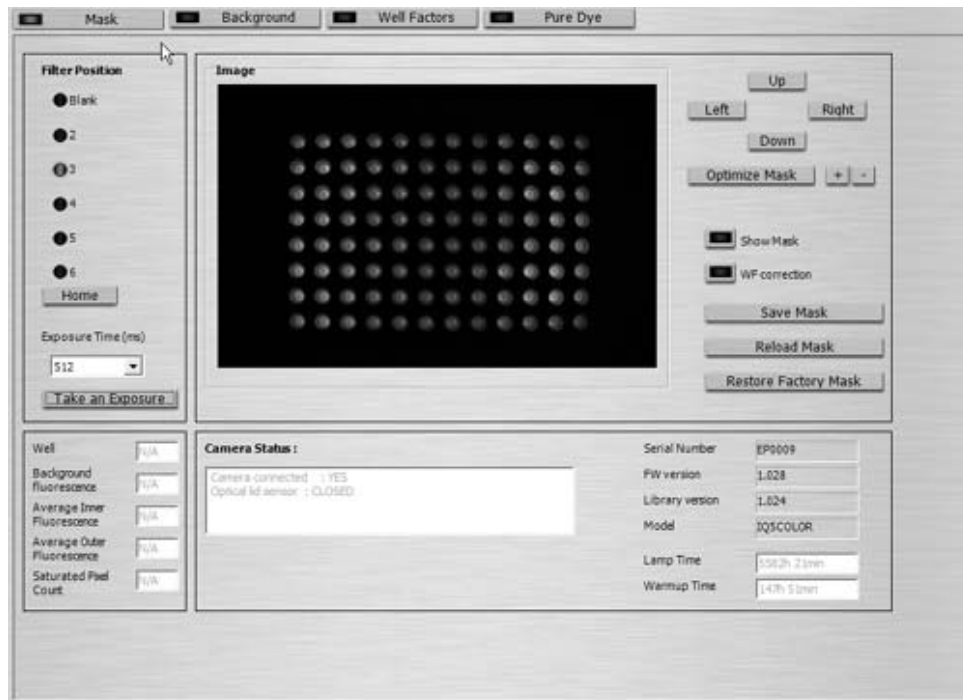 Mask Background Well Factors Pure Dye
Filter Position
Blank
2
3
4
5
6
Home
Exposure Time (ms)
512
Take an Exposure
Image
Up
Left Right
Down
Optimize Mask + -
Show Mask
WF correction
Save Mask
Reload Mask
Restore Factory Mask
Well N/A
Background
fluorescence N/A
Average Inner
Fluorescence N/A
Average Outer
Fluorescence N/A
Saturated Pixel
Count N/A
Camera Status :
Camera connected : YES
Optical lid sensor : CLOSED
Serial Number EP0009
FW version 1.028
Library version 1.024
Model IQ5COLOR
Lamp Time 5582h 21min
Warmup Time 147h 51min